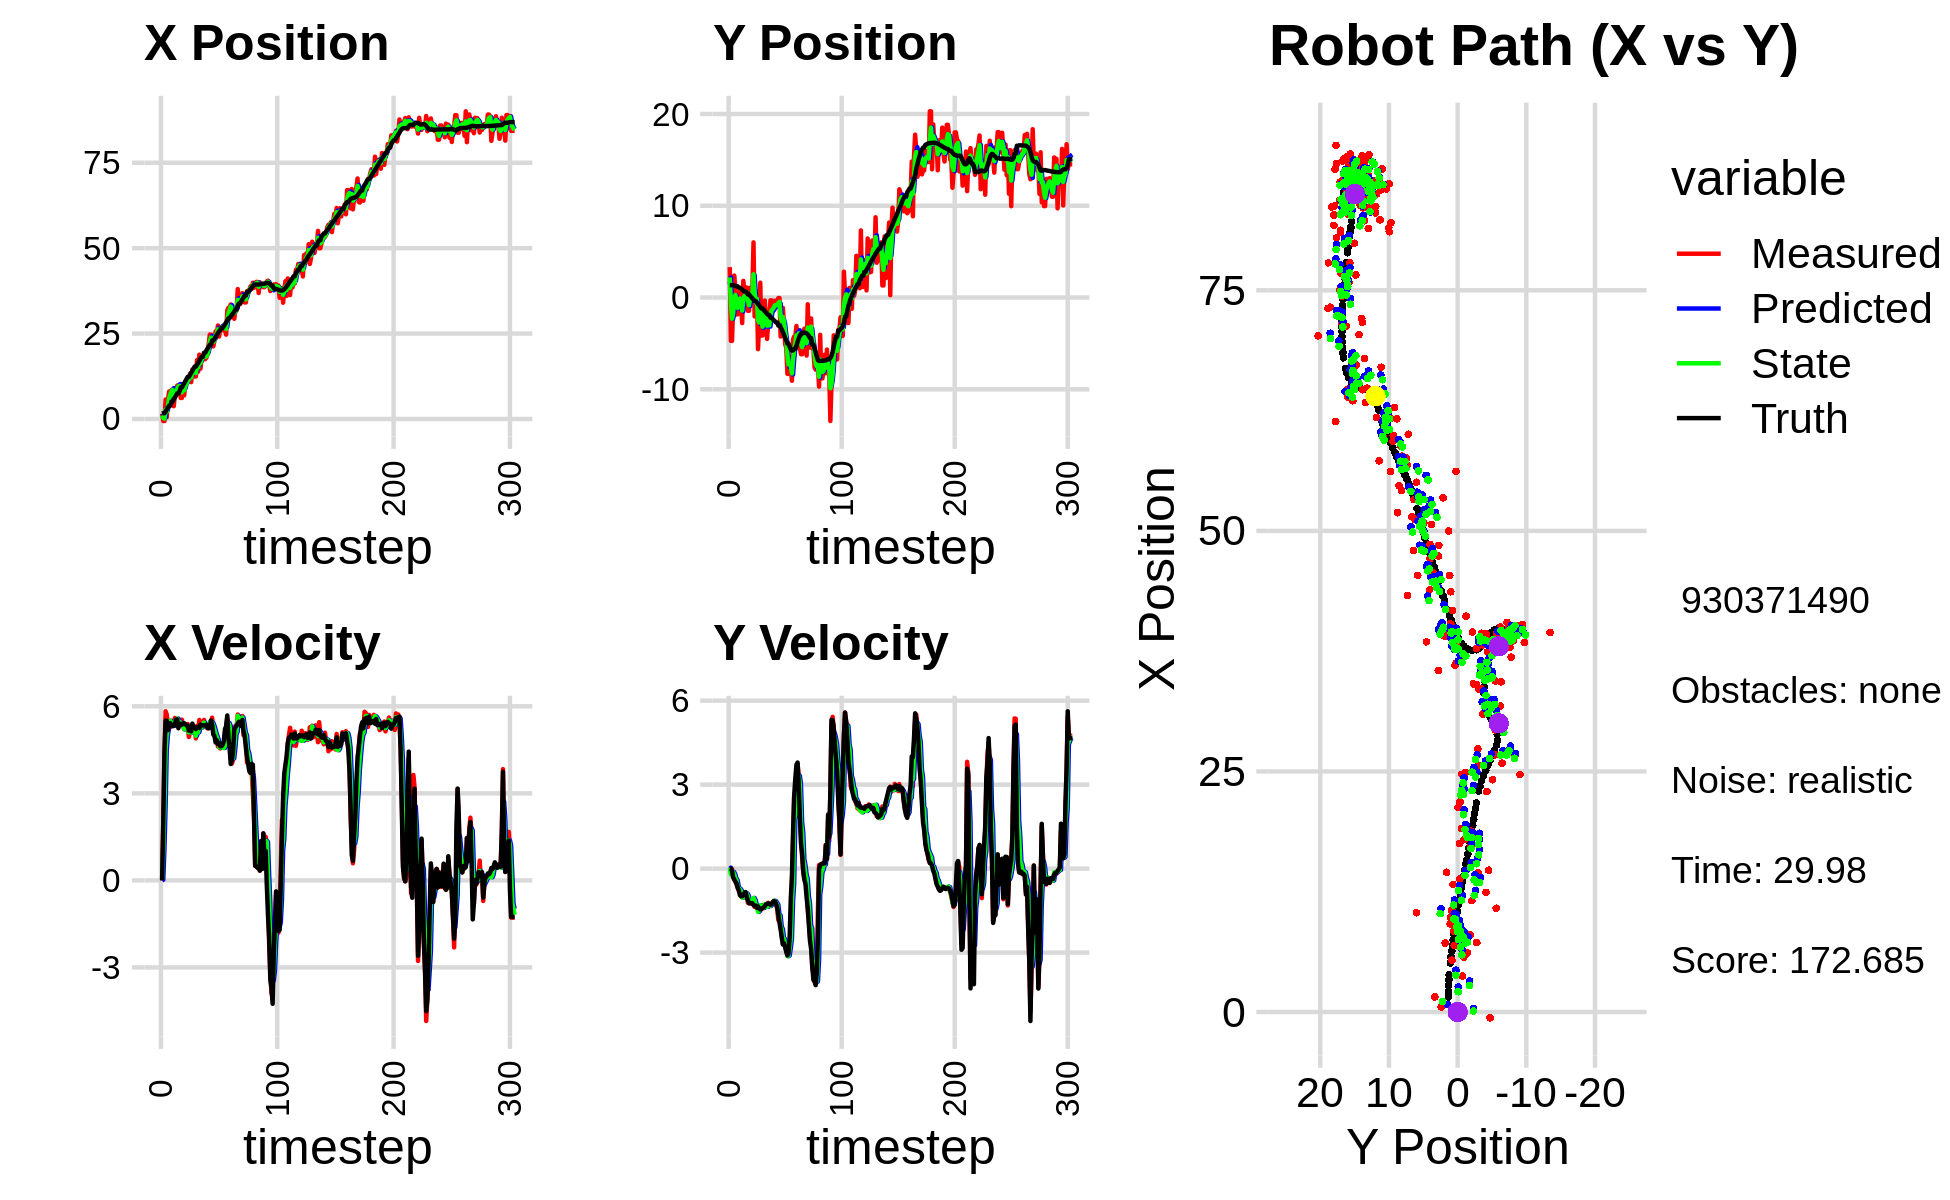 X Position
75
50
25
0
0
100
200
300
timestep
Y Position
20
10
0
-10
0
100
200
300
timestep
X Velocity
6
3
0
-3
0
100
200
300
timestep
Y Velocity
6
3
0
-3
0
100
200
300
timestep
Robot Path (X vs Y)
X Position
75
50
25
0
20 10 0 -10 -20
Y Position
variable
Measured
Predicted
State
Truth
930371490
Obstacles: none
Noise: realistic
Time: 29.98
Score: 172.685